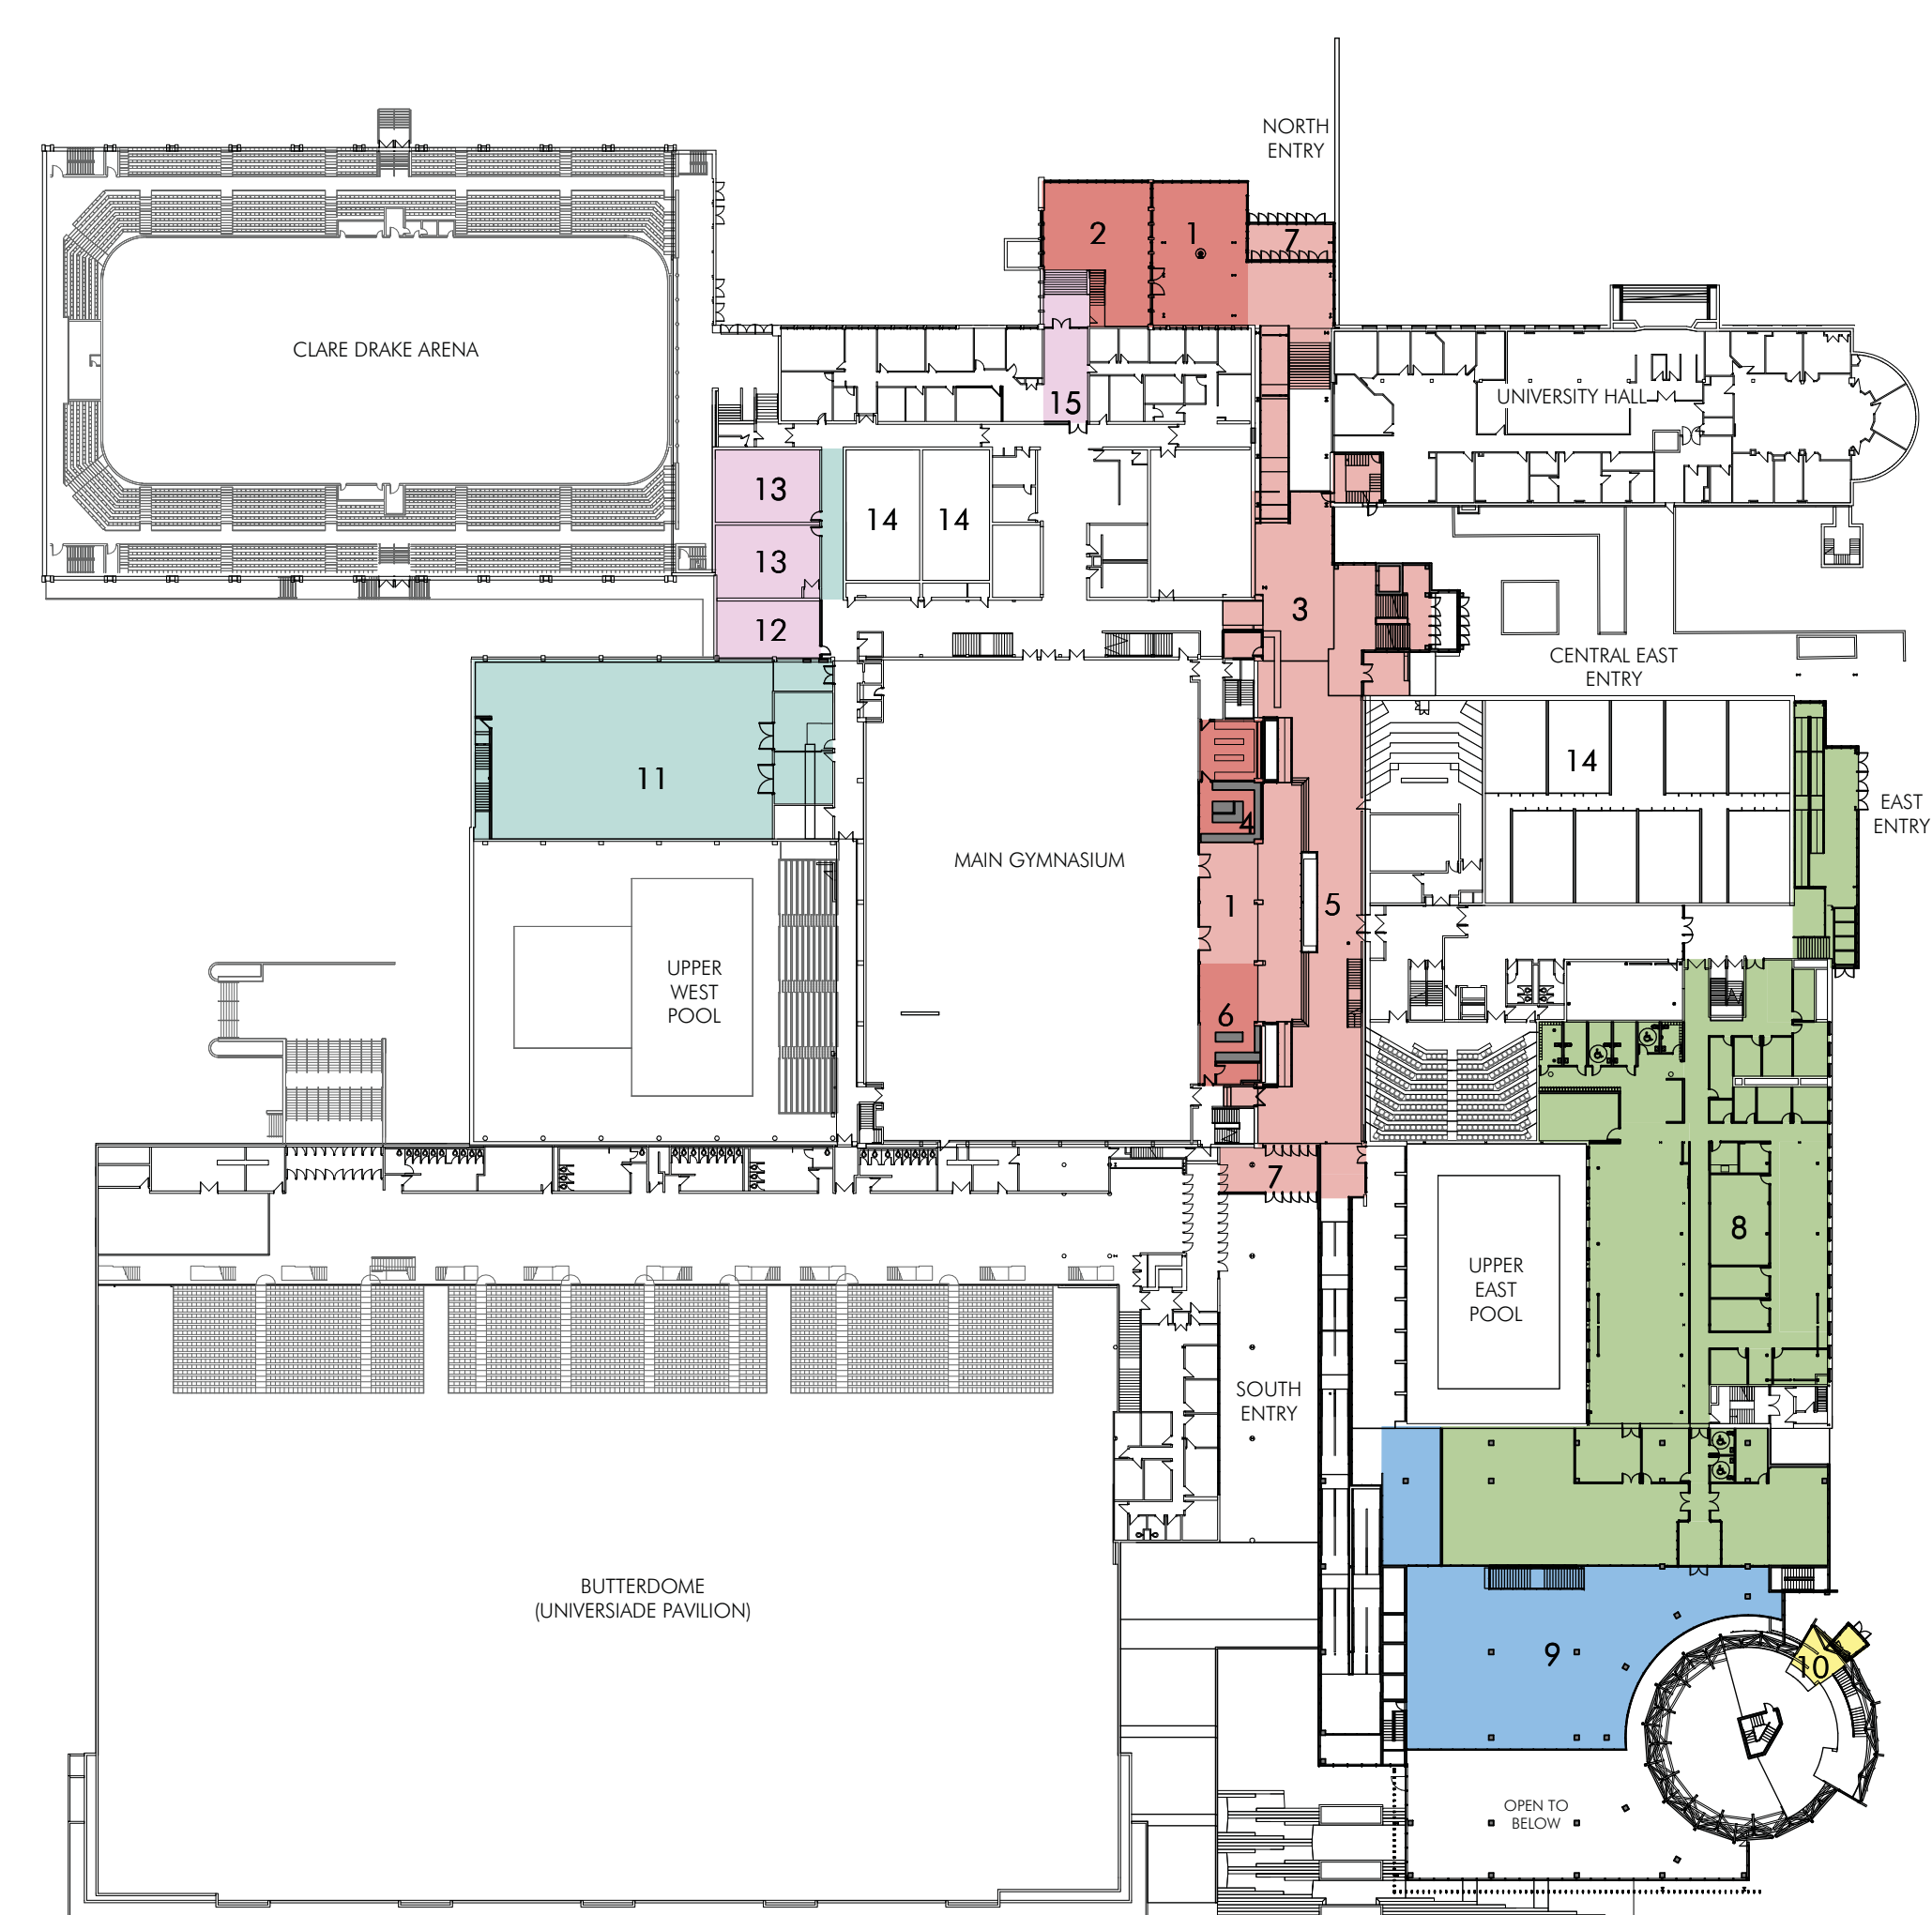 NORTH
ENTRY
2
1
7
CLARE DRAKE ARENA
15
UNIVERSITY HALL
13
14
14
13
12
3
CENTRAL EAST
ENTRY
11
14
EAST
ENTRY
4
MAIN GYMNASIUM
1
5
UPPER
WEST
POOL
6
7
8
UPPER
EAST
POOL
SOUTH
ENTRY
BUTTERDOME
(UNIVERSIADE PAVILION)
9
10
OPEN TO
BELOW